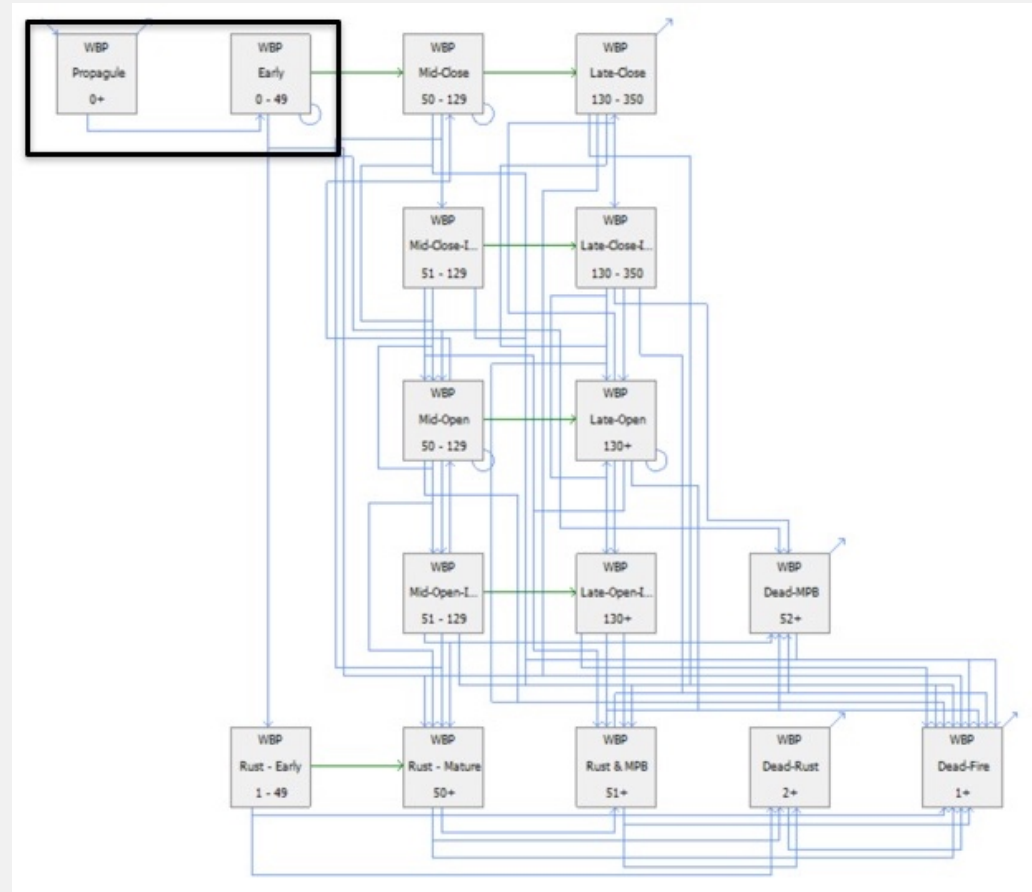 WBP
Propagule
0+
WBP
Early
0 - 49
WBP
Mid-Close
50 - 129
WBP
Late-Close
130 - 350
WBP
Mid-Close-I...
51 - 129
WBP
Late-Close-I...
130 - 350
WBP
Mid-Open
50 - 129
WBP
Late-Open
130+
WBP
Mid-Open-I...
51 - 129
WBP
Late-Open-I...
130+
WBP
Dead-MPB
52+
WBP
Rust - Early
1 - 49
WBP
Rust - Mature
50+
WBP
Rust & MPB
51+
WBP
Dead-Rust
2+
WBP
Dead-Fire
1+